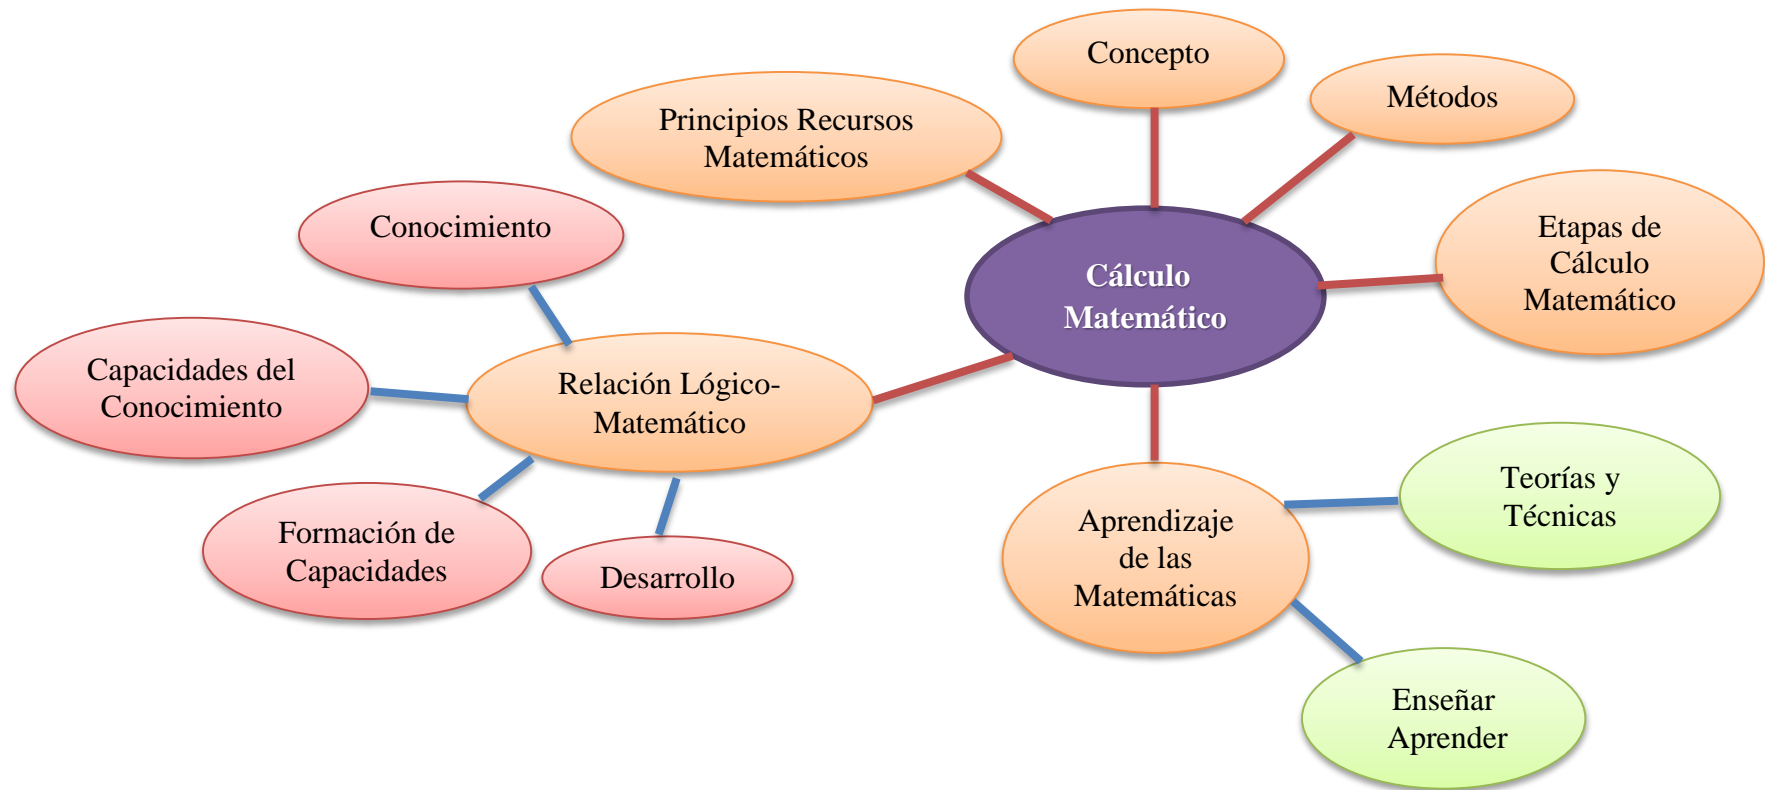 Concepto
Métodos
Principios Recursos
Matemáticos
Conocimiento
Etapas de
Cálculo
Matemático
Cálculo
Matemático
Capacidades del
Conocimiento
Relación Lógico-
Matemático
Formación de
Capacidades
Desarrollo
Aprendizaje
de las
Matemáticas
Teorías y
Técnicas
Enseñar
Aprender